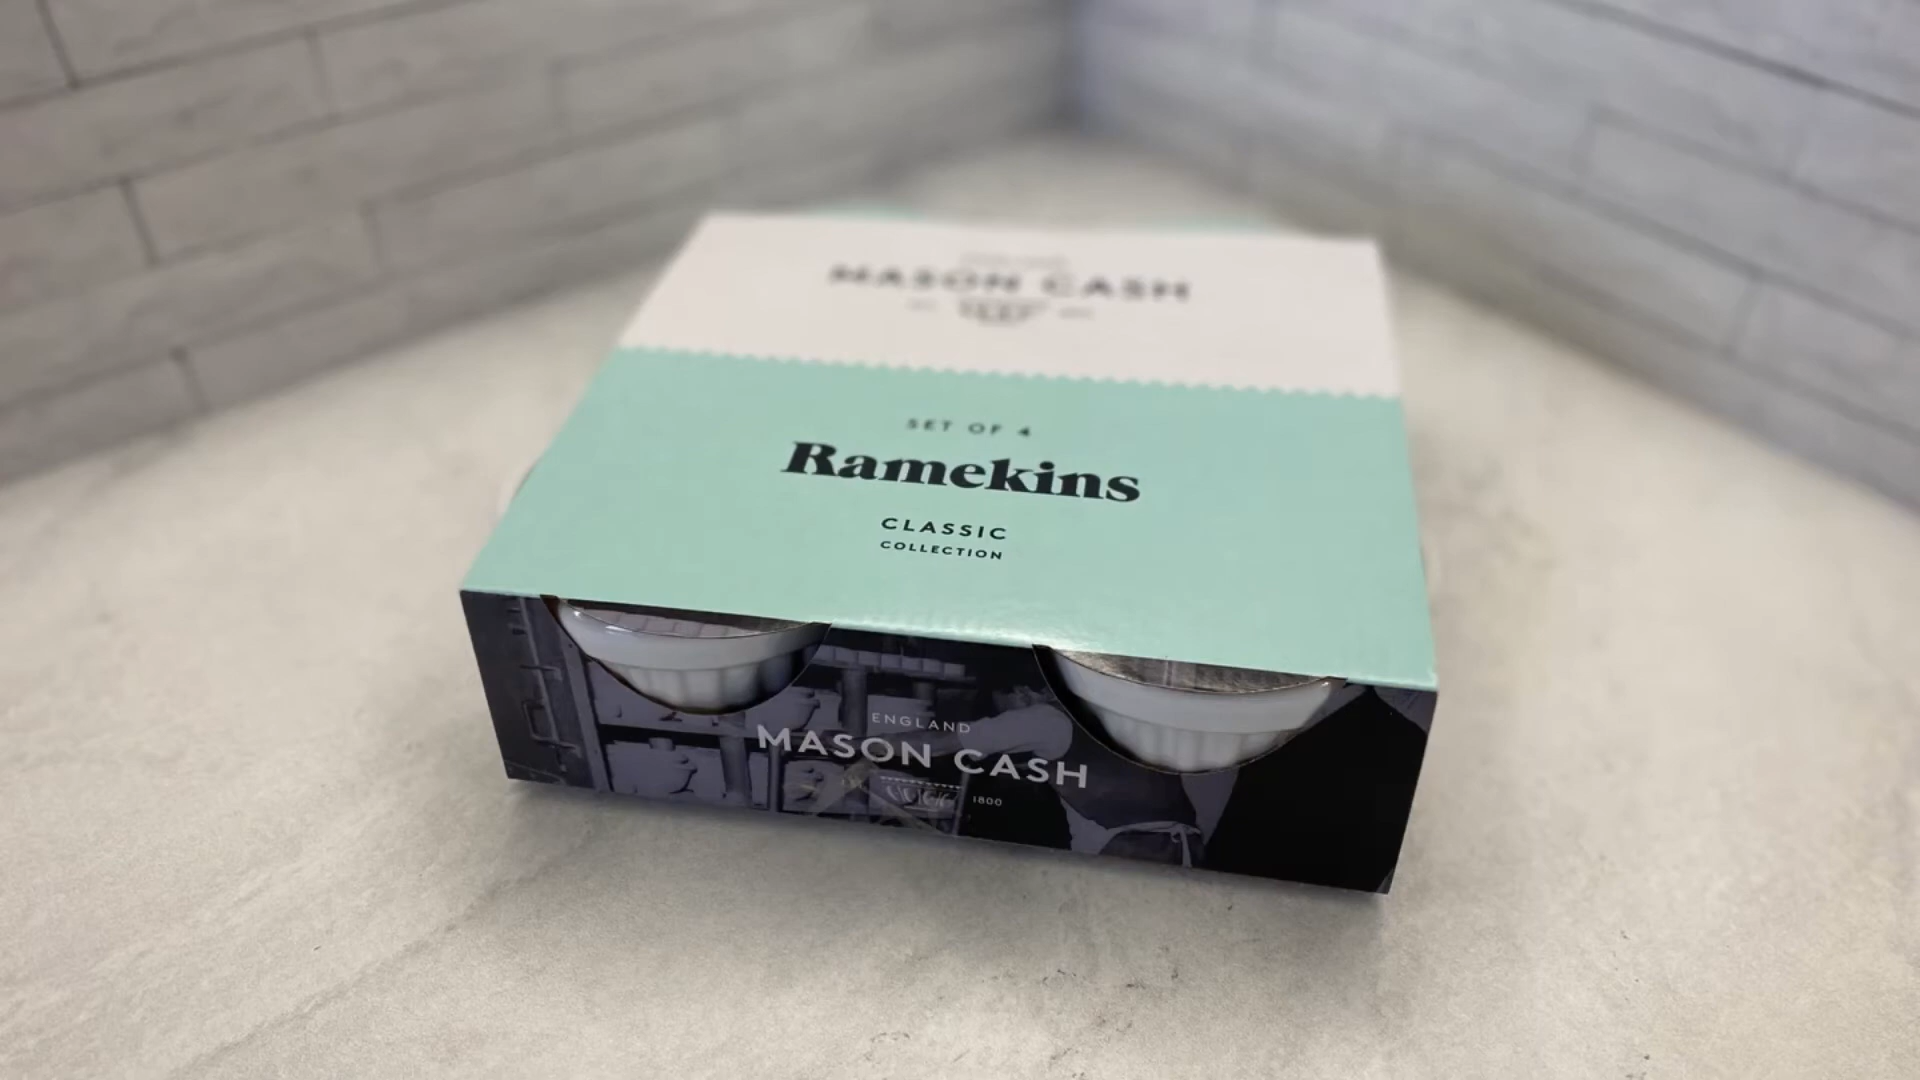 MASON CASH
SET OF 4
Ramekins
CLASSIC
COLLECTION
ENGLAND
MASON CASH
1800